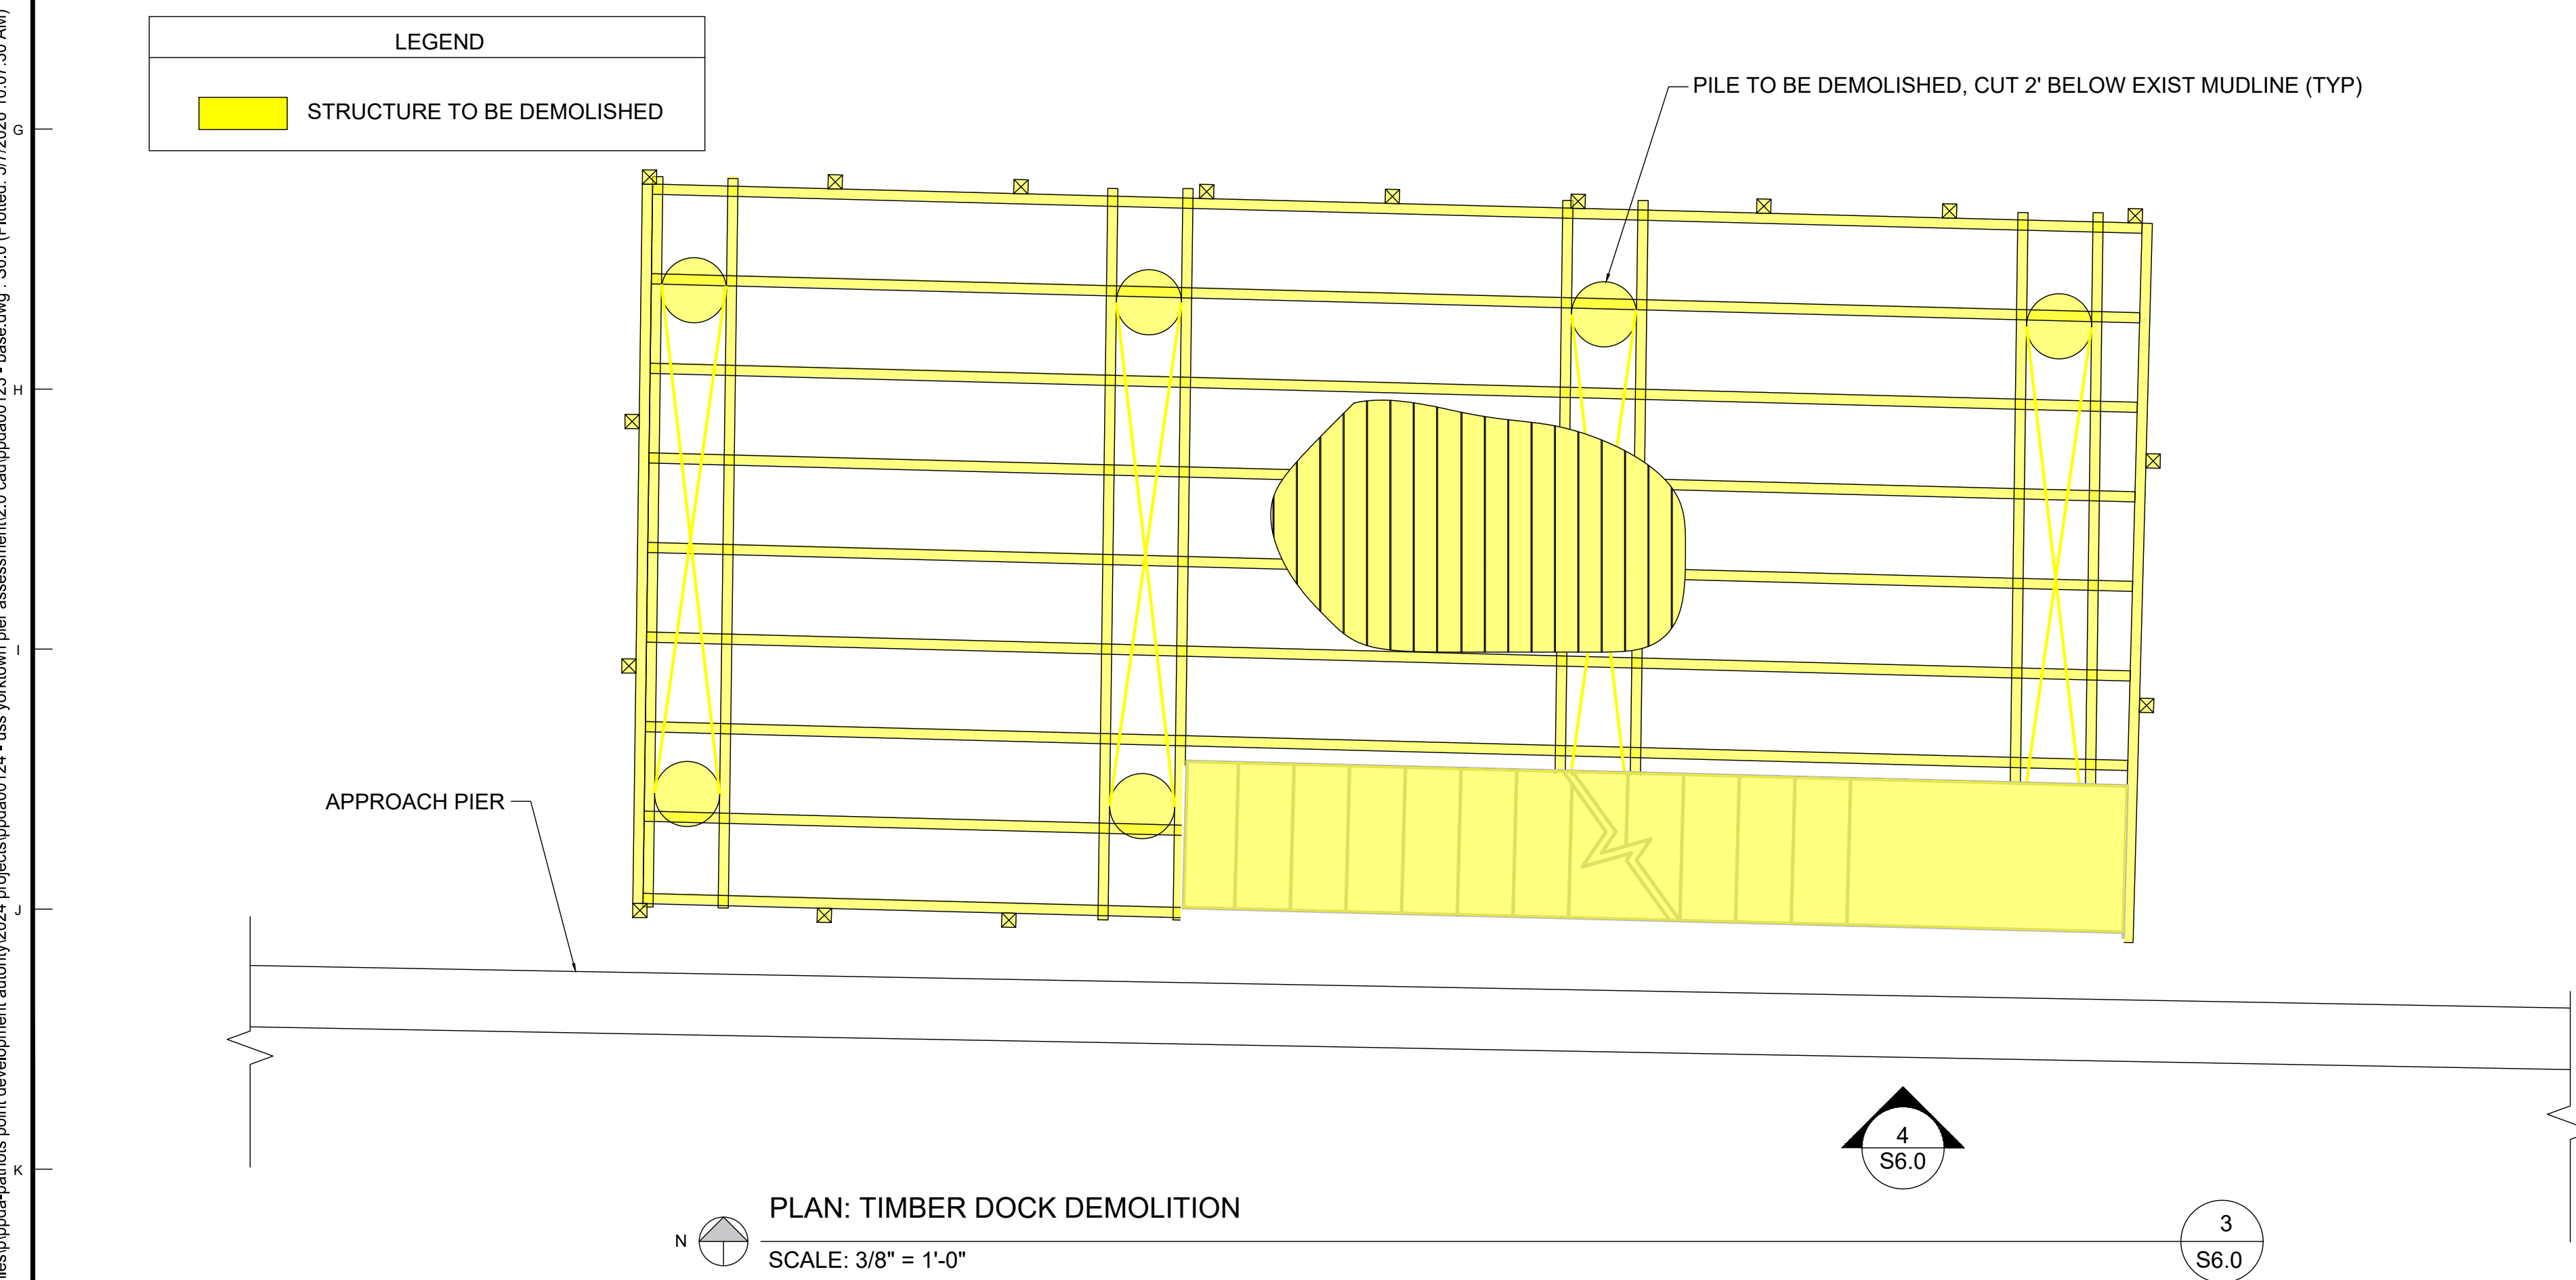 LEGEND
STRUCTURE TO BE DEMOLISHED
PILE TO BE DEMOLISHED, CUT 2' BELOW EXIST MUDLINE (TYP)
G
H
I
J
K
APPROACH PIER
4
S6.0
PLAN: TIMBER DOCK DEMOLITION
N
SCALE: 3/8" = 1'-0"
3
S6.0